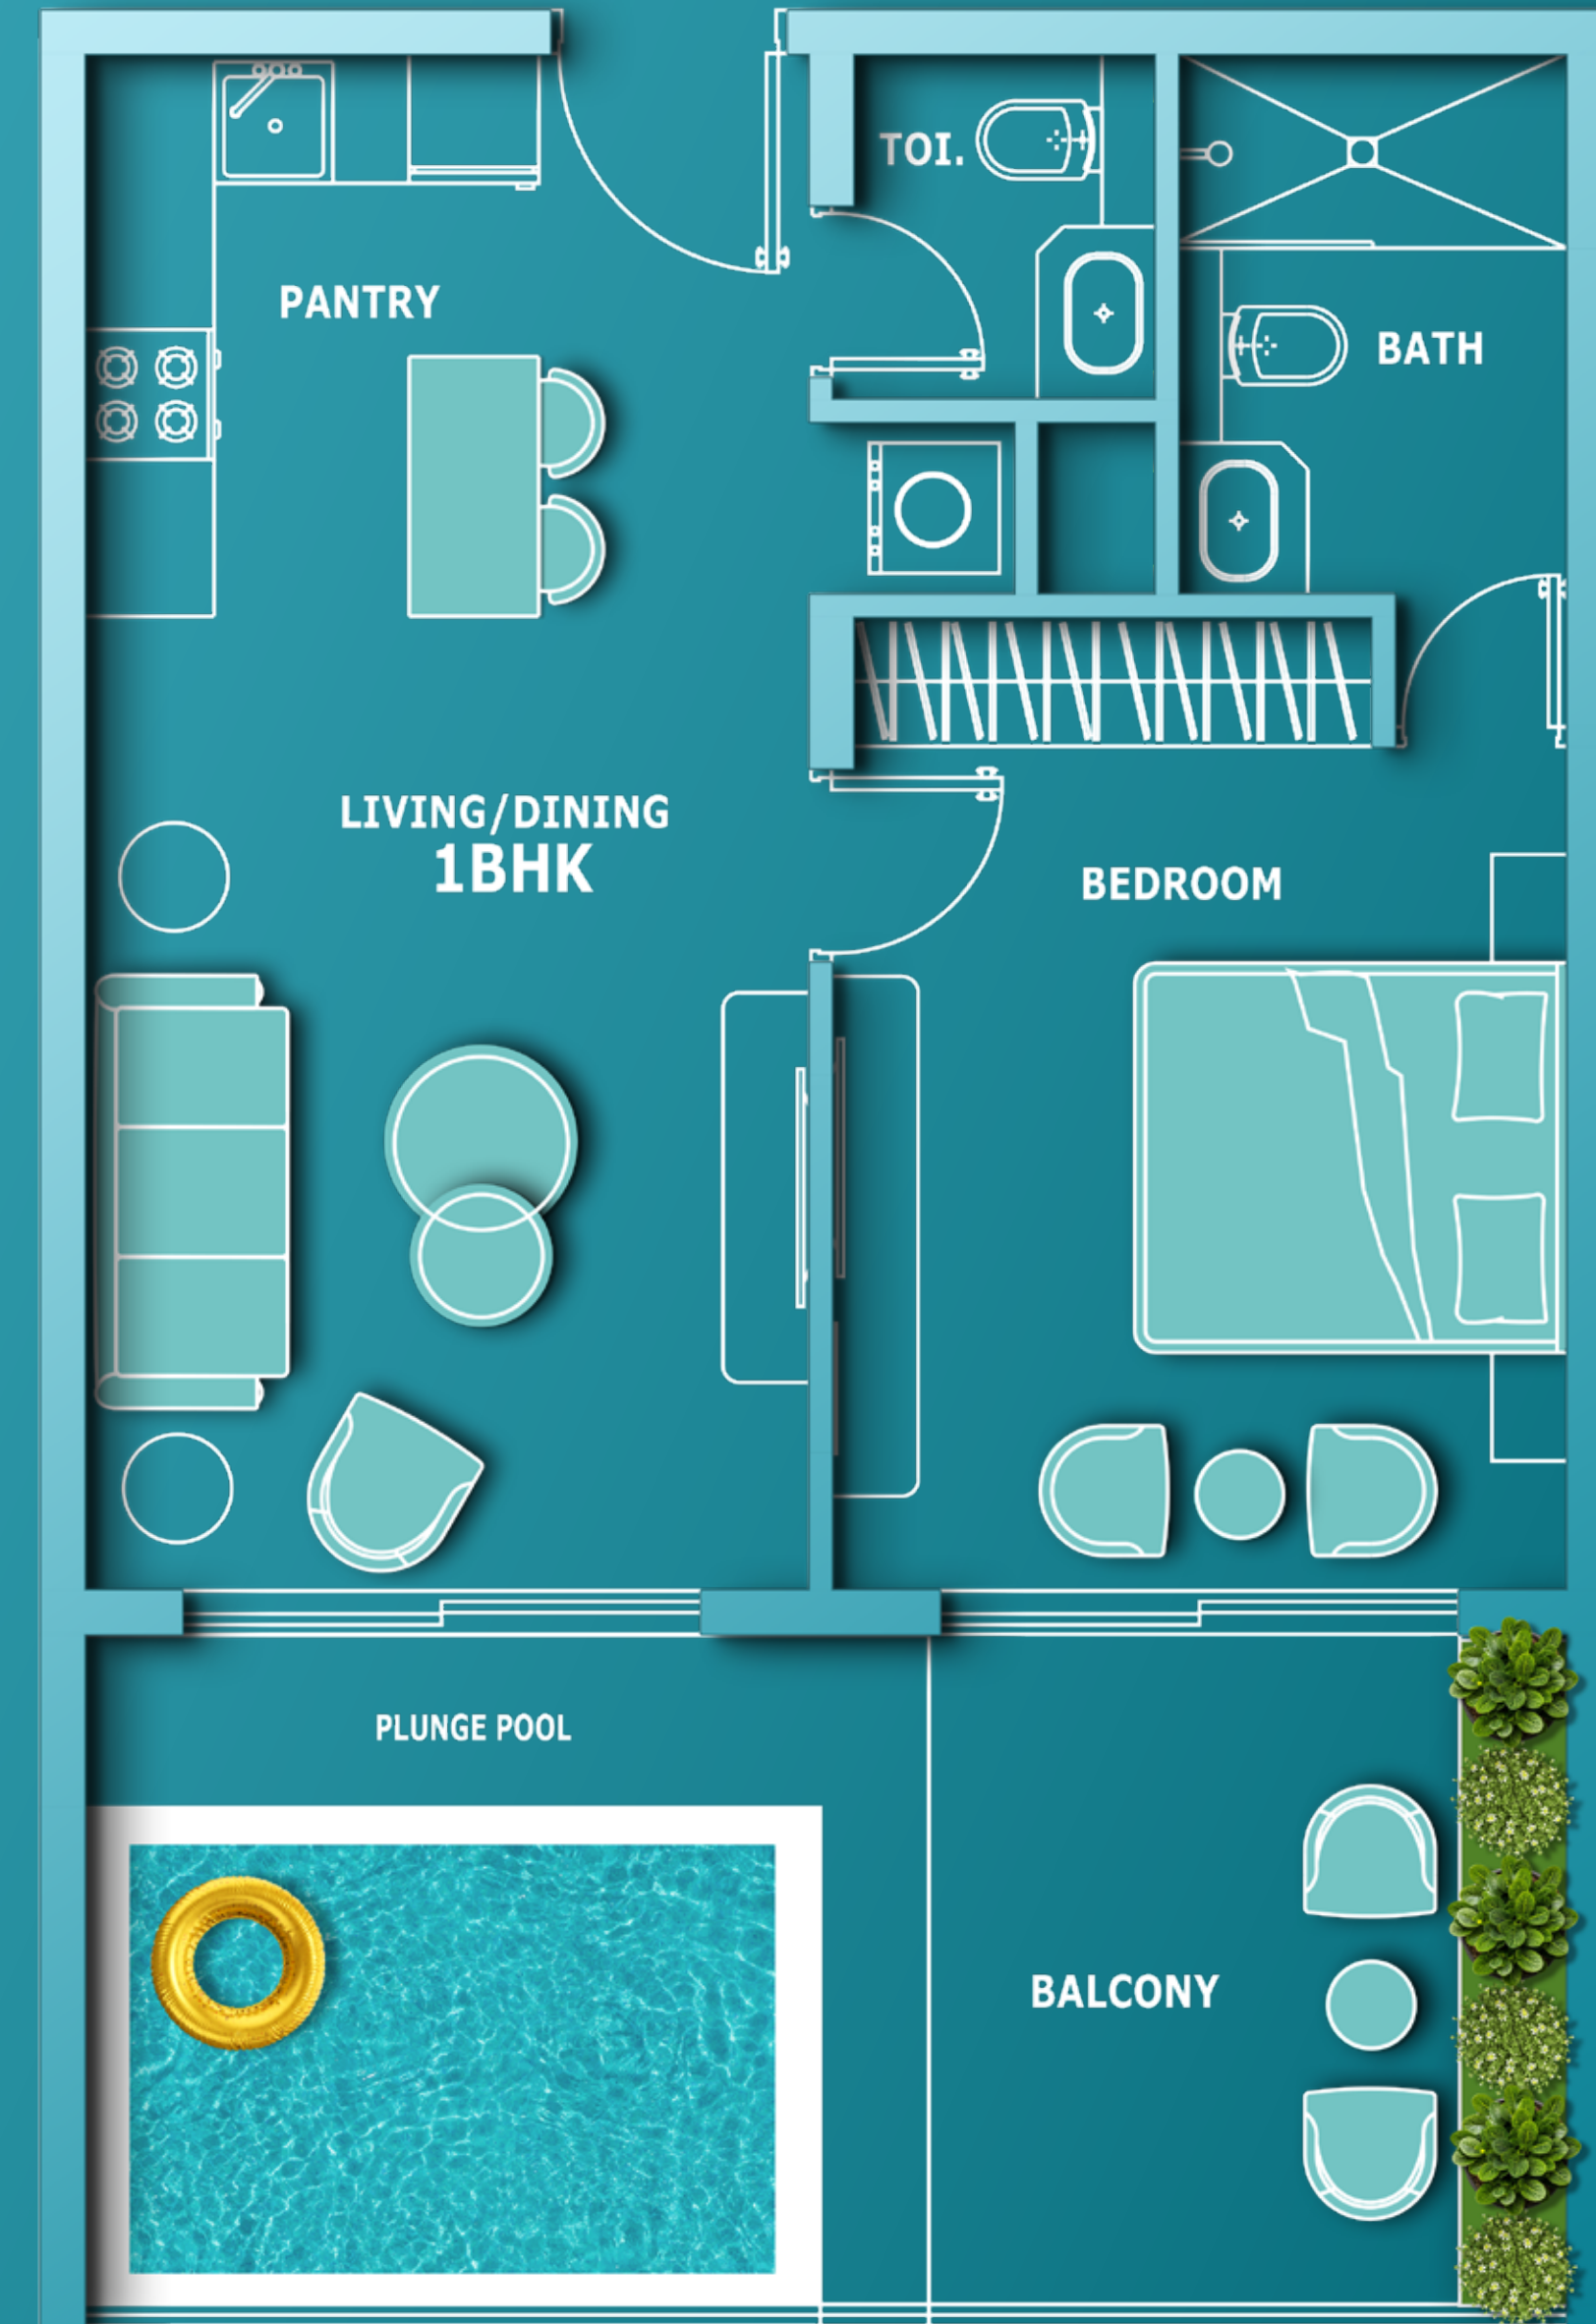 TOI.
PANTRY
BATH
LIVING/DINING
1BHK
BEDROOM
PLUNGE POOL
BALCONY